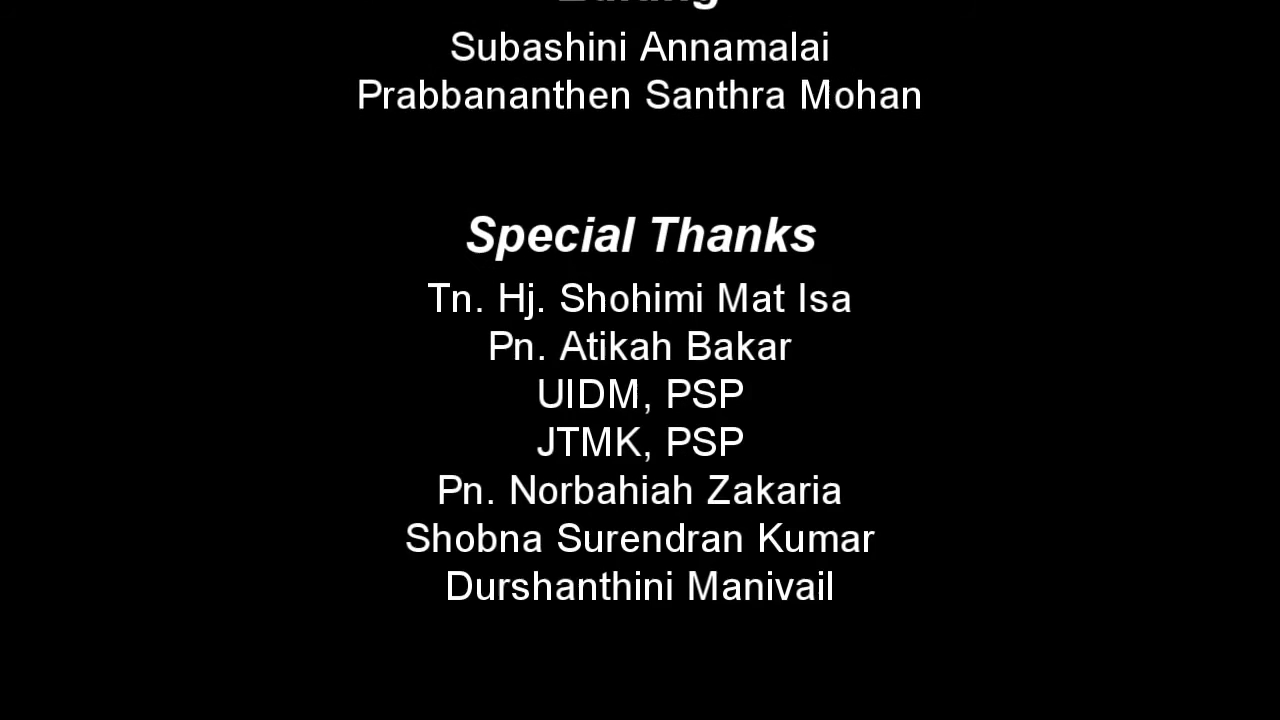 Subashini Annamalai
Prabbananthen Santhra Mohan
Special Thanks
Tn. Hj. Shohimi Mat Isa
Pn. Atikah Bakar
UIDM, PSP
JTMK, PSP
Pn. Norbahiah Zakaria
Shobna Surendran Kumar
Durshanthini Manivail